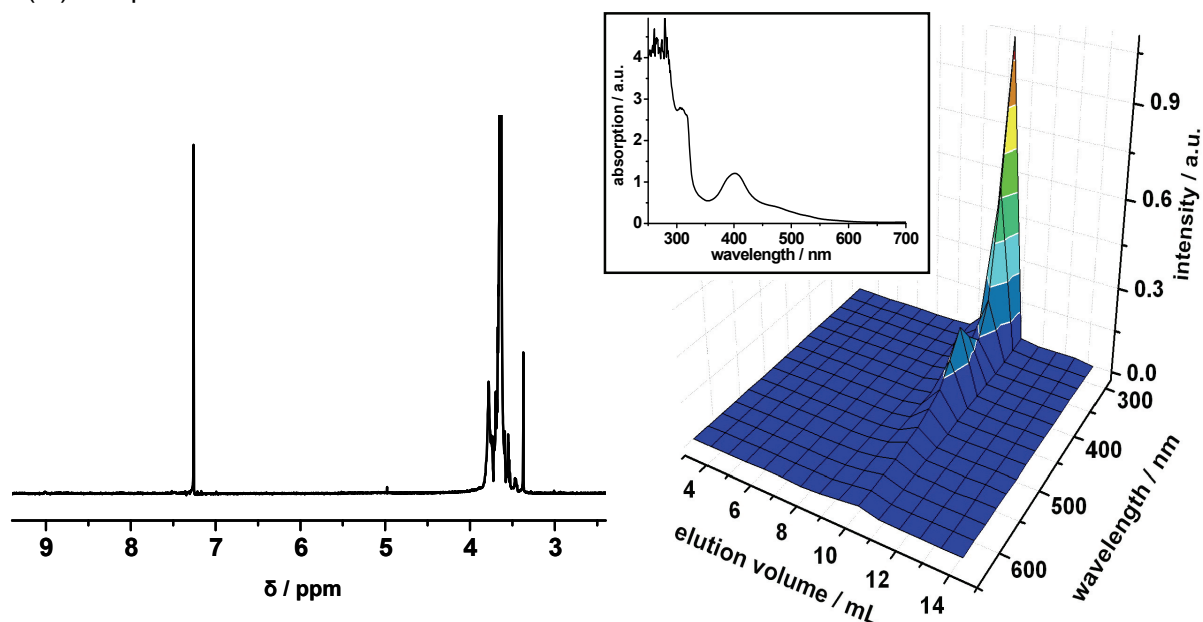 9 8 7 6 5 4 3
δ / ppm
4
3
2
1
0
absorption / a.u.
300 400 500 600 700
wavelength / nm
0.9
0.6
0.3
0.0
intensity / a.u.
300
400
500
600
wavelength / nm
4 6 8 10 12 14
elution volume / mL